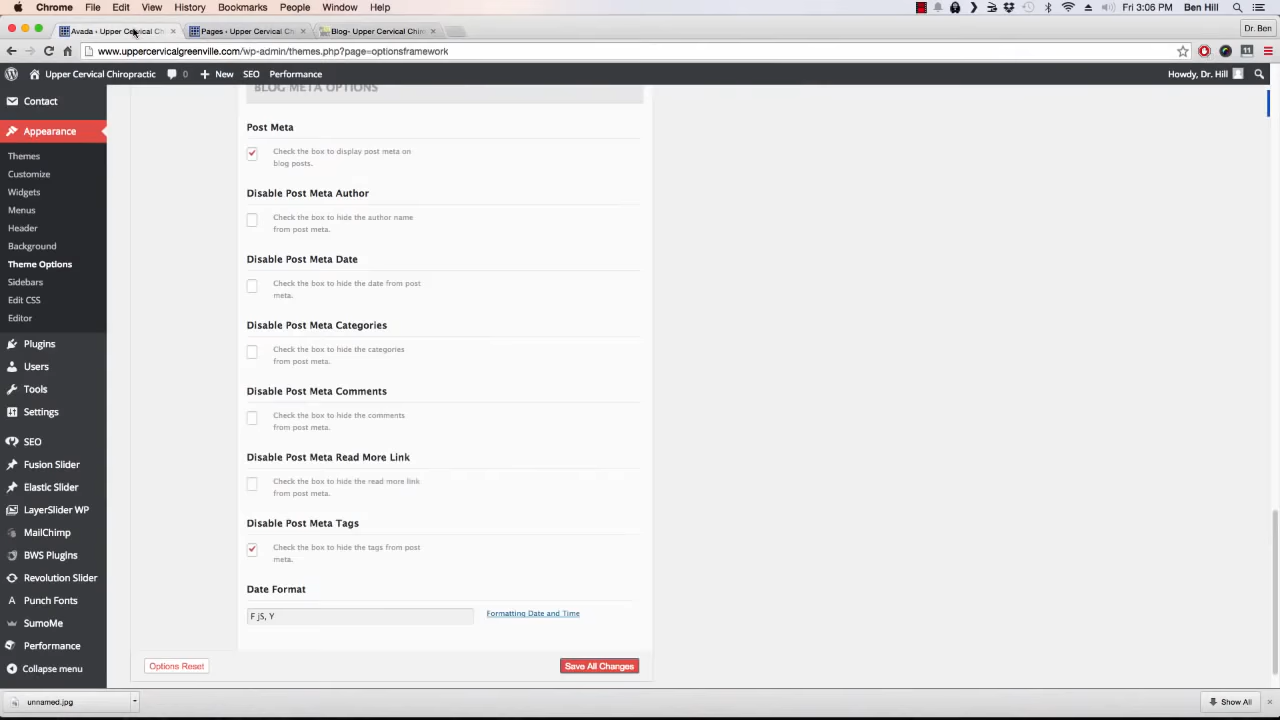 Chrome File Edit View History Bookmarks People Window Help Fri 3:06 PM Ben Hill
Avada - Upper Cervical Ch Pages - Upper Cervical C Blog- Upper Cervical Chiro Dr. Ben
www.uppercervicalgreenville.com/wp-admin/themes.php?page=optionsframework
Upper Cervical Chiropractic 0 New SEO Performance Howdy, Dr. Hill
Contact
Appearance
Themes
Customize
Widgets
Menus
Header
Background
Theme Options
Sidebars
Edit CSS
Editor
Plugins
Users
Tools
Settings
SEO
Fusion Slider
Elastic Slider
LayerSlider WP
MailChimp
BWS Plugins
Revolution Slider
Punch Fonts
SumoMe
Performance
Collapse menu
BLOG META OPTIONS
Post Meta
Check the box to display post meta on
blog posts.
Disable Post Meta Author
Check the box to hide the author name
from post meta.
Disable Post Meta Date
Check the box to hide the date from post
meta.
Disable Post Meta Categories
Check the box to hide the categories
from post meta.
Disable Post Meta Comments
Check the box to hide the comments
from post meta.
Disable Post Meta Read More Link
Check the box to hide the read more link
from post meta.
Disable Post Meta Tags
Check the box to hide the tags from post
meta.
Date Format
F jS, Y Formatting Date and Time
Options Reset Save All Changes
unnamed.jpg Show All